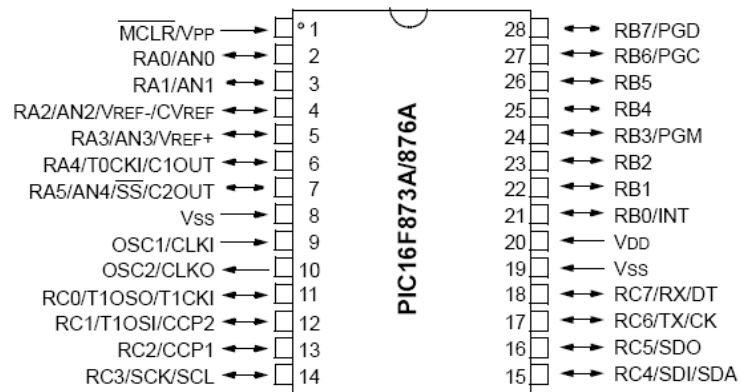 MCLR/VPP 1 28 RB7/PGD
RA0/AN0 2 27 RB6/PGC
RA1/AN1 3 26 RB5
RA2/AN2/VREF-/CVREF 4 25 RB4
RA3/AN3/VREF+ 5 24 RB3/PGM
RA4/T0CKI/C1OUT 6 23 RB2
RA5/AN4/SS/C2OUT 7 22 RB1
VSS 8 21 RB0/INT
OSC1/CLKI 9 20 VDD
OSC2/CLKO 10 19 VSS
RC0/T1OSO/T1CKI 11 18 RC7/RX/DT
RC1/T1OSI/CCP2 12 17 RC6/TX/CK
RC2/CCP1 13 16 RC5/SDO
RC3/SCK/SCL 14 15 RC4/SDI/SDA
PIC16F873A/876A